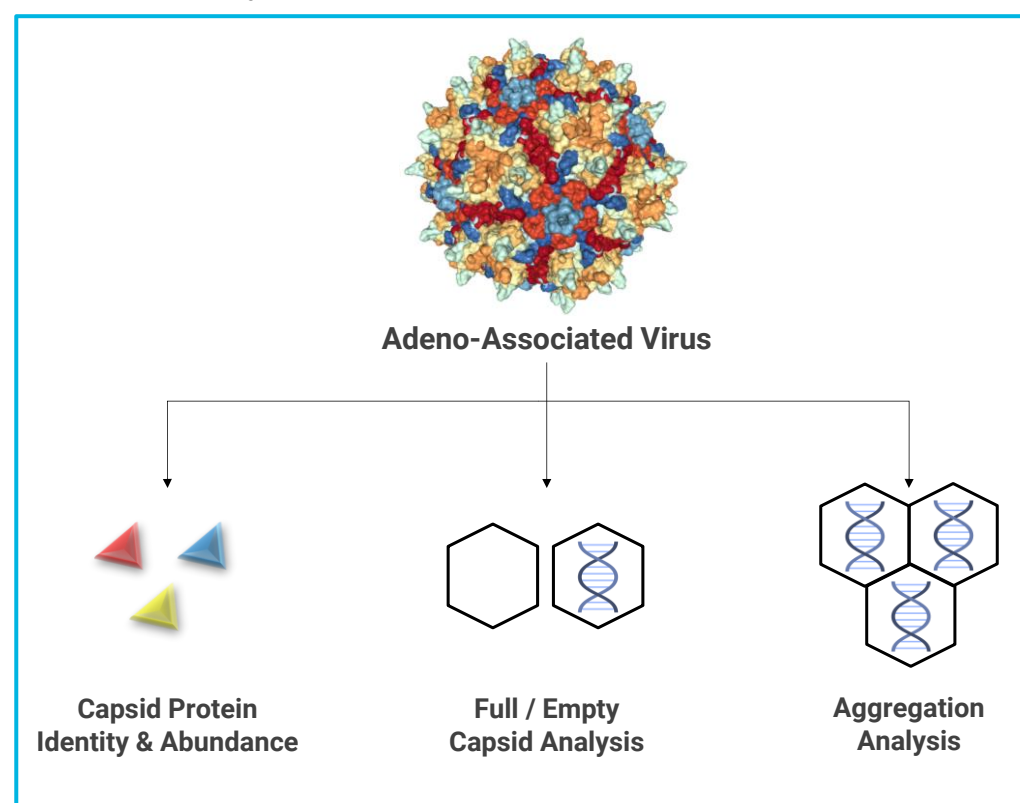 Adeno-Associated Virus
Capsid Protein
Identity & Abundance
Full / Empty
Capsid Analysis
Aggregation
Analysis